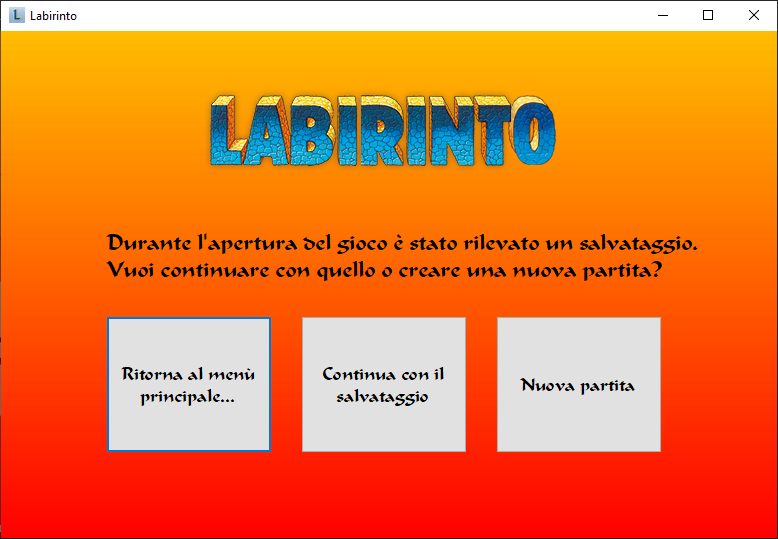 Labirinto
LABIRINTO
Durante l'apertura del gioco è stato rilevato un salvataggio.
Vuoi continuare con quello o creare una nuova partita?
Ritorna al menù
principale...
Continua con il
salvataggio
Nuova partita